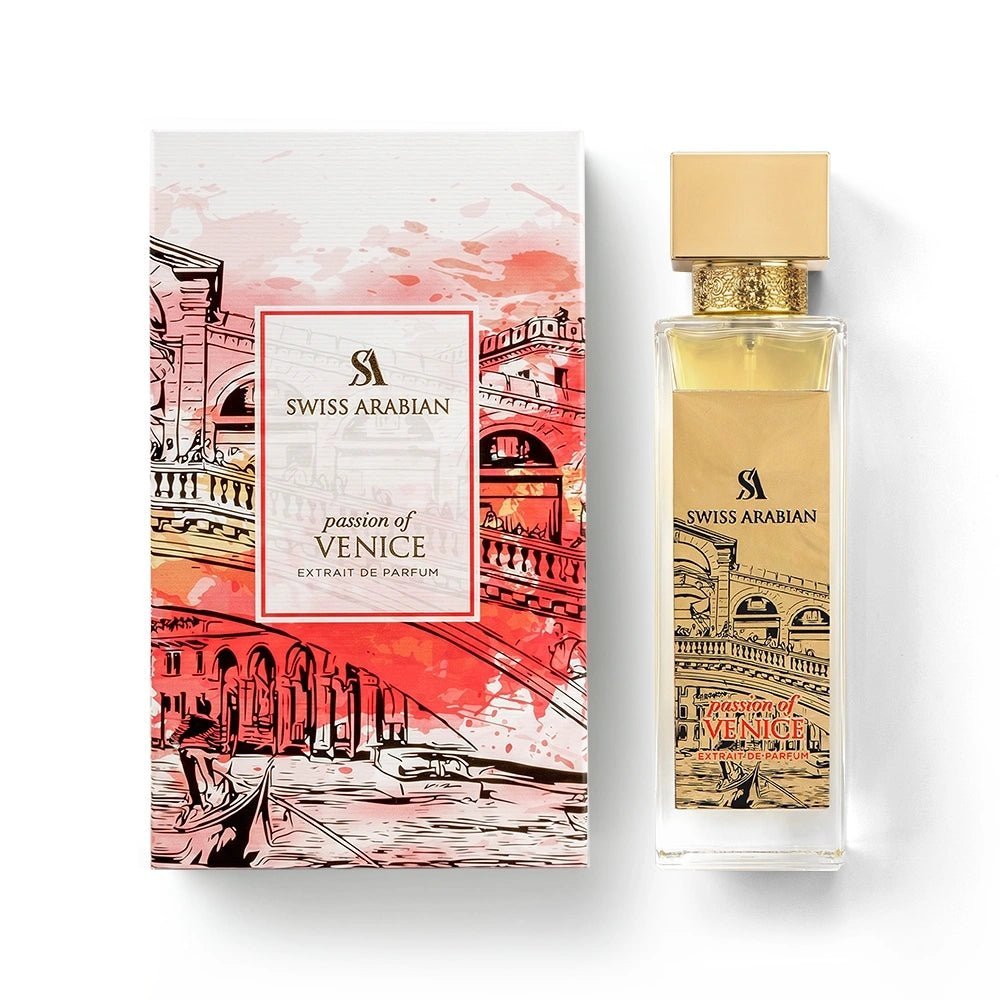 SA
SWISS ARABIAN
passion of
VENICE
EXTRAIT DE PARFUM
SA
SWISS ARABIAN
passion of
VENICE
EXTRAIT DE PARFUM